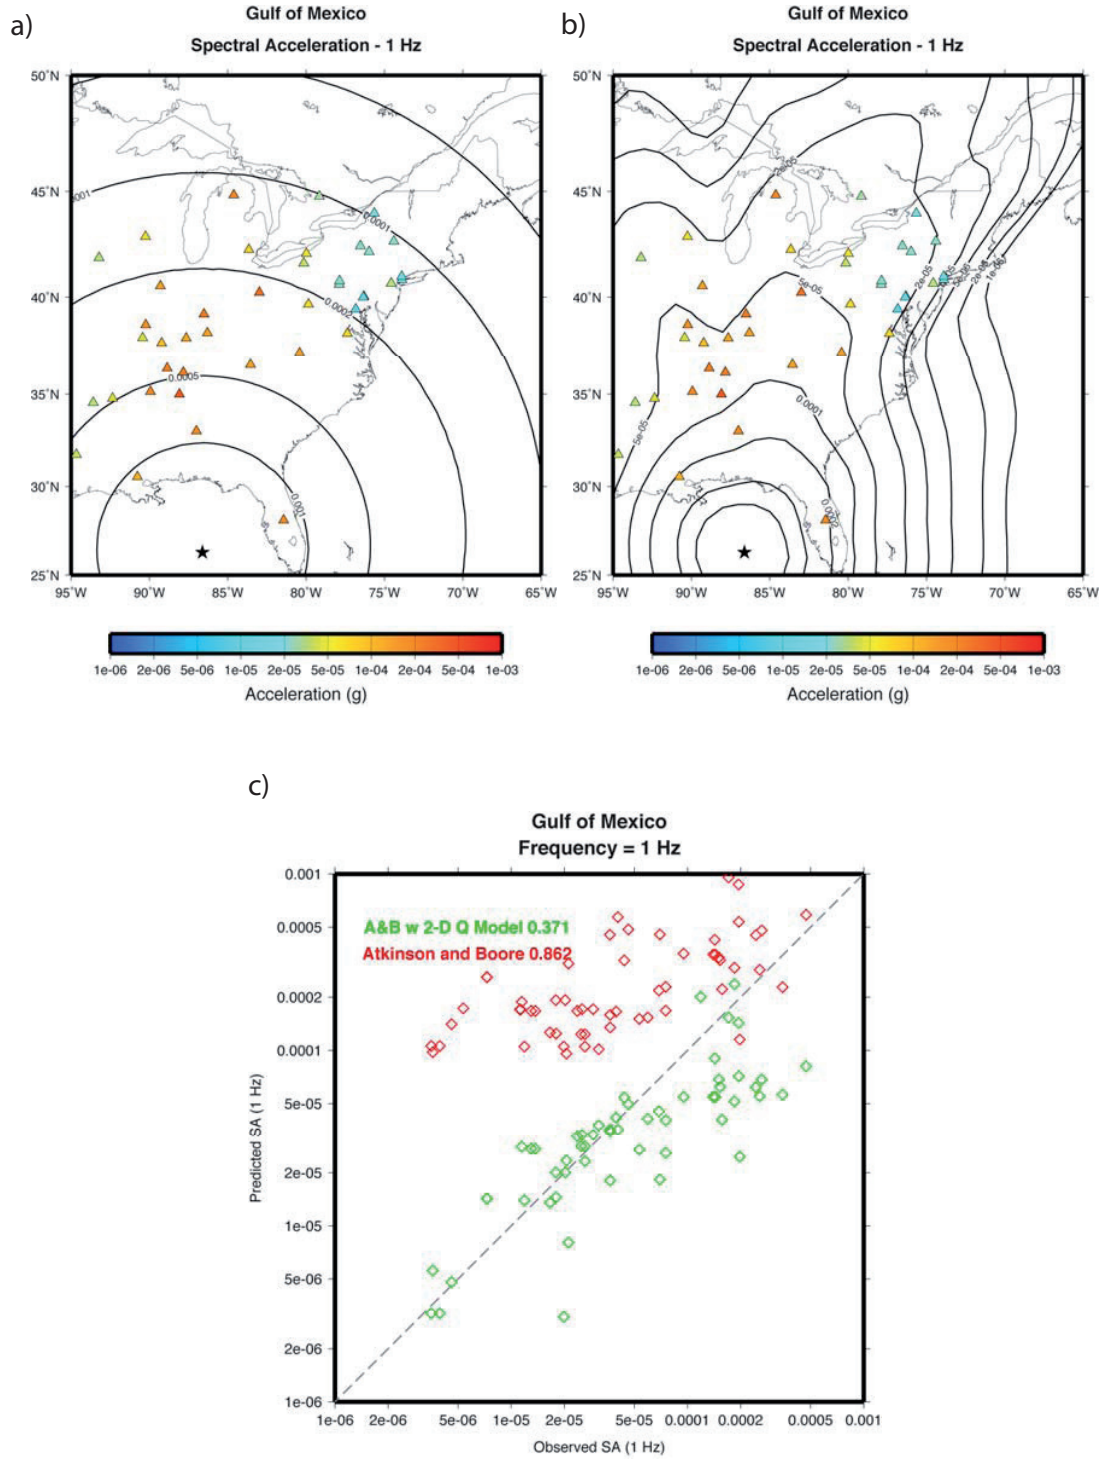 a)
Gulf of Mexico
Spectral Acceleration - 1 Hz
50˚N
45˚N
40˚N
35˚N
30˚N
25˚N
95˚W 90˚W 85˚W 80˚W 75˚W 70˚W 65˚W
0.0001
0.0002
0.0005
0.001
1e-06 2e-06 5e-06 1e-05 2e-05 5e-05 1e-04 2e-04 5e-04 1e-03
Acceleration (g)
b)
Gulf of Mexico
Spectral Acceleration - 1 Hz
50˚N
45˚N
40˚N
35˚N
30˚N
25˚N
95˚W 90˚W 85˚W 80˚W 75˚W 70˚W 65˚W
5e-05
2e-05
1e-06
5e-05
0.0001
0.0002
1e-06 2e-06 5e-06 1e-05 2e-05 5e-05 1e-04 2e-04 5e-04 1e-03
Acceleration (g)
c)
Gulf of Mexico
Frequency = 1 Hz
A&B w 2-D Q Model 0.371
Atkinson and Boore 0.862
Predicted SA (1 Hz)
0.001
0.0005
0.0002
0.0001
5e-05
2e-05
1e-05
5e-06
2e-06
1e-06
1e-06 2e-06 5e-06 1e-05 2e-05 5e-05 0.0001 0.0002 0.0005 0.001
Observed SA (1 Hz)